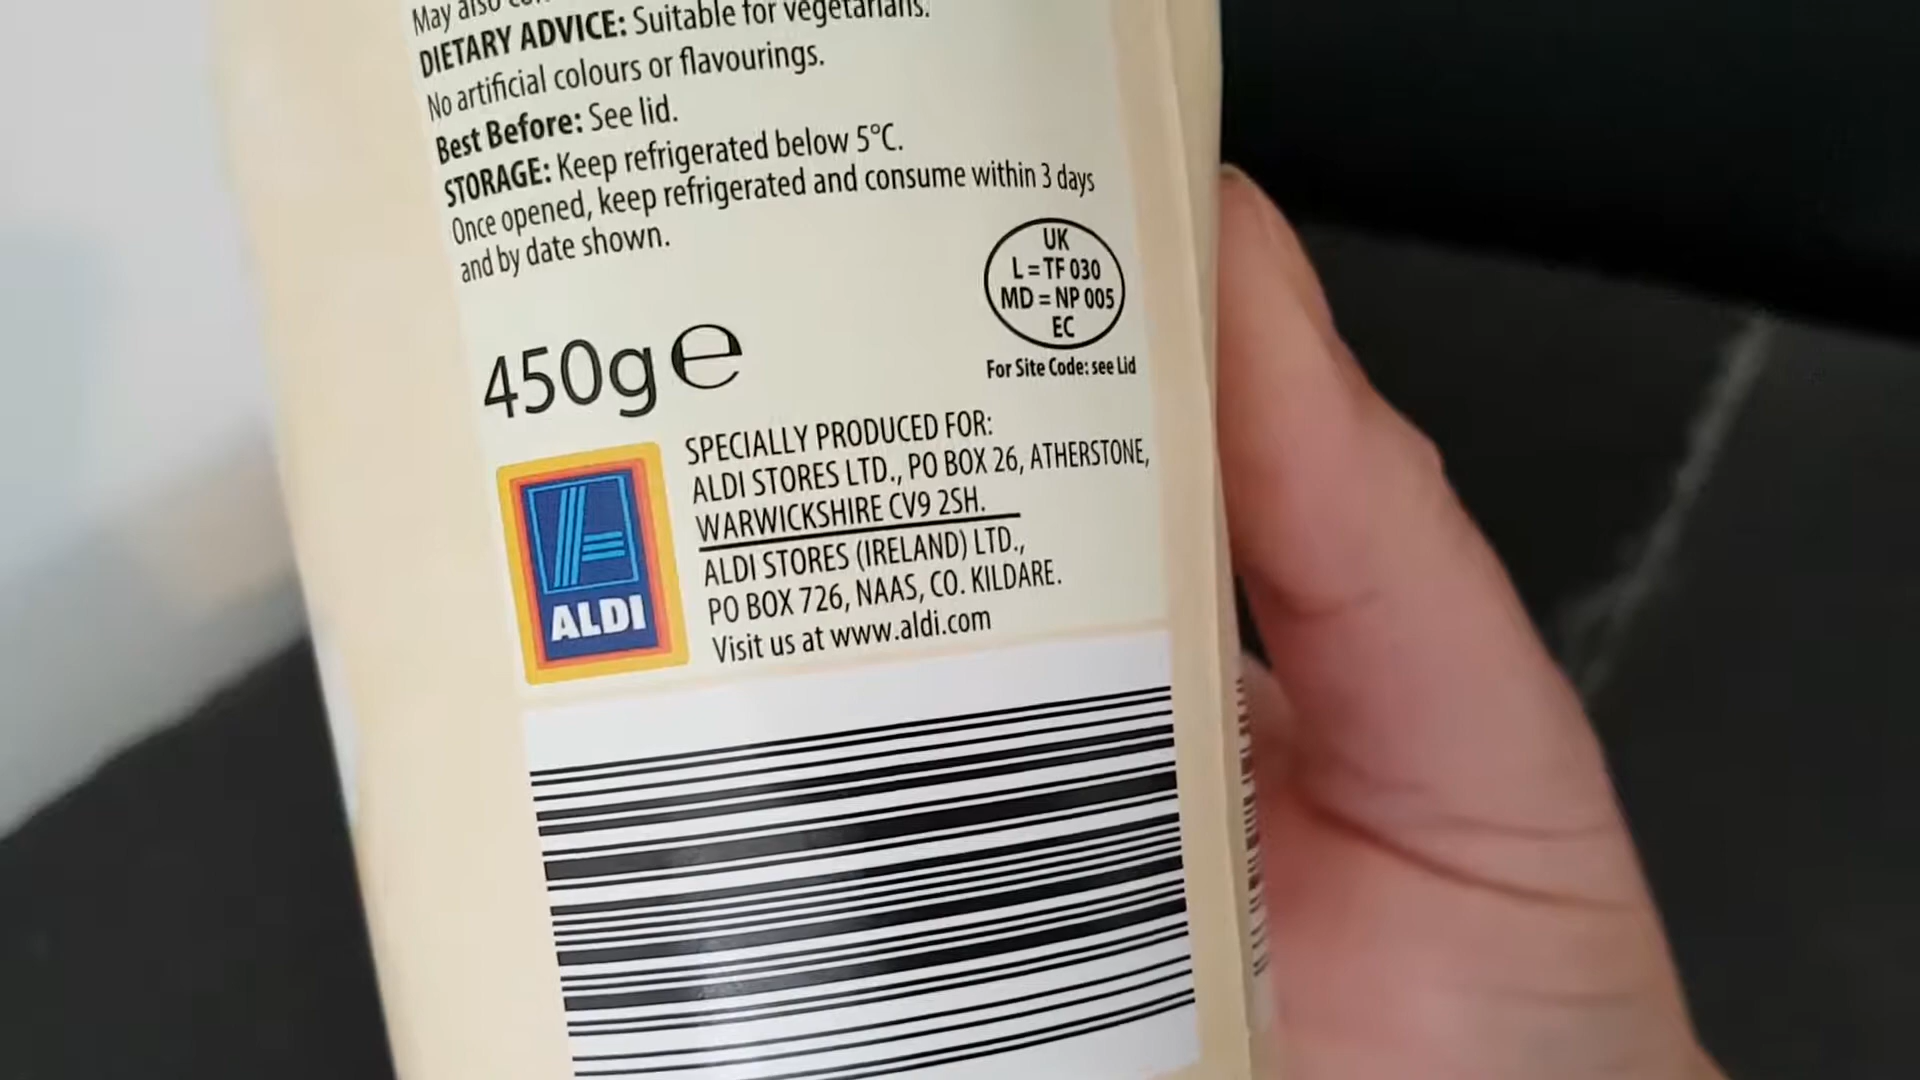 May also
DIETARY ADVICE: Suitable for vegetarians.
No artificial colours or flavourings.
Best Before: See lid.
STORAGE: Keep refrigerated below 5°C.
Once opened, keep refrigerated and consume within 3 days
and by date shown.
UK
L = TF 030
MD = NP 005
EC
For Site Code: see Lid
450g e
ALDI
SPECIALLY PRODUCED FOR:
ALDI STORES LTD., PO BOX 26, ATHERSTONE,
WARWICKSHIRE CV9 2SH.
ALDI STORES (IRELAND) LTD.,
PO BOX 726, NAAS, CO. KILDARE.
Visit us at www.aldi.com